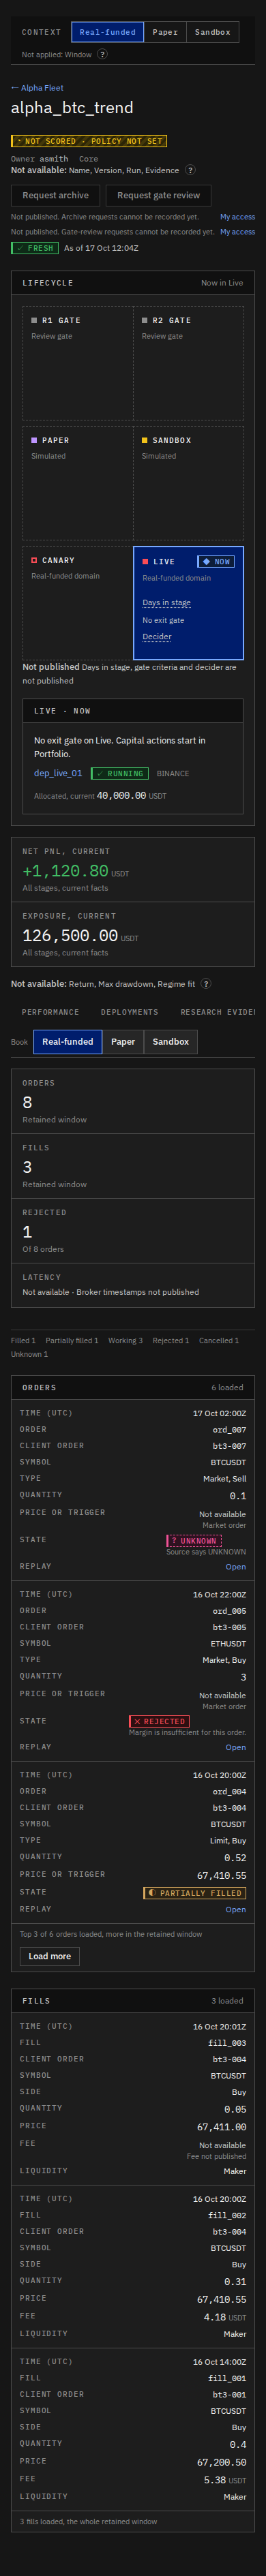 CONTEXT Real-funded Paper Sandbox
Not applied: Window ?
← Alpha Fleet
alpha_btc_trend
NOT SCORED · POLICY NOT SET
Owner asmith Core
Not available: Name, Version, Run, Evidence ?
Request archive Request gate review
Not published. Archive requests cannot be recorded yet. My access
Not published. Gate-review requests cannot be recorded yet. My access
✓ FRESH As of 17 Oct 12:04Z
LIFECYCLE Now in Live
R1 GATE R2 GATE
Review gate Review gate
PAPER SANDBOX
Simulated Simulated
CANARY LIVE ◆ NOW
Real-funded domain Real-funded domain
Days in stage
No exit gate
Decider
Not published Days in stage, gate criteria and decider are
not published
LIVE · NOW
No exit gate on Live. Capital actions start in
Portfolio.
dep_live_01 ✓ RUNNING BINANCE
Allocated, current 40,000.00 USDT
NET PNL, CURRENT
+1,120.80 USDT
All stages, current facts
EXPOSURE, CURRENT
126,500.00 USDT
All stages, current facts
Not available: Return, Max drawdown, Regime fit ?
PERFORMANCE DEPLOYMENTS RESEARCH EVIDEN
Book Real-funded Paper Sandbox
ORDERS
8
Retained window
FILLS
3
Retained window
REJECTED
1
Of 8 orders
LATENCY
Not available · Broker timestamps not published
Filled 1 Partially filled 1 Working 3 Rejected 1 Cancelled 1
Unknown 1
ORDERS 6 loaded
TIME (UTC) 17 Oct 02:00Z
ORDER ord_007
CLIENT ORDER bt3-007
SYMBOL BTCUSDT
TYPE Market, Sell
QUANTITY 0.1
PRICE OR TRIGGER Not available
Market order
STATE ? UNKNOWN
Source says UNKNOWN
REPLAY Open
TIME (UTC) 16 Oct 22:00Z
ORDER ord_005
CLIENT ORDER bt3-005
SYMBOL ETHUSDT
TYPE Market, Buy
QUANTITY 3
PRICE OR TRIGGER Not available
Market order
STATE × REJECTED
Margin is insufficient for this order.
REPLAY Open
TIME (UTC) 16 Oct 20:00Z
ORDER ord_004
CLIENT ORDER bt3-004
SYMBOL BTCUSDT
TYPE Limit, Buy
QUANTITY 0.52
PRICE OR TRIGGER 67,410.55
STATE PARTIALLY FILLED
REPLAY Open
Top 3 of 6 orders loaded, more in the retained window
Load more
FILLS 3 loaded
TIME (UTC) 16 Oct 20:01Z
FILL fill_003
CLIENT ORDER bt3-004
SYMBOL BTCUSDT
SIDE Buy
QUANTITY 0.05
PRICE 67,411.00
FEE Not available
Fee not published
LIQUIDITY Maker
TIME (UTC) 16 Oct 20:00Z
FILL fill_002
CLIENT ORDER bt3-004
SYMBOL BTCUSDT
SIDE Buy
QUANTITY 0.31
PRICE 67,410.55
FEE 4.18 USDT
LIQUIDITY Maker
TIME (UTC) 16 Oct 14:00Z
FILL fill_001
CLIENT ORDER bt3-001
SYMBOL BTCUSDT
SIDE Buy
QUANTITY 0.4
PRICE 67,200.50
FEE 5.38 USDT
LIQUIDITY Maker
3 fills loaded, the whole retained window